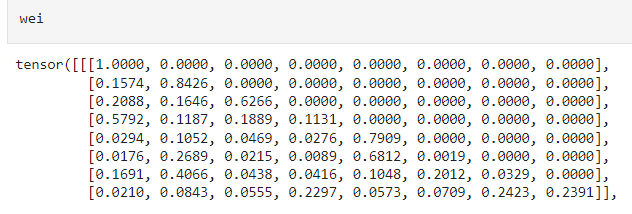 wei
tensor([[[1.0000, 0.0000, 0.0000, 0.0000, 0.0000, 0.0000, 0.0000, 0.0000],
[0.1574, 0.8426, 0.0000, 0.0000, 0.0000, 0.0000, 0.0000, 0.0000],
[0.2088, 0.1646, 0.6266, 0.0000, 0.0000, 0.0000, 0.0000, 0.0000],
[0.5792, 0.1187, 0.1889, 0.1131, 0.0000, 0.0000, 0.0000, 0.0000],
[0.0294, 0.1052, 0.0469, 0.0276, 0.7909, 0.0000, 0.0000, 0.0000],
[0.0176, 0.2689, 0.0215, 0.0089, 0.6812, 0.0019, 0.0000, 0.0000],
[0.1691, 0.4066, 0.0438, 0.0416, 0.1048, 0.2012, 0.0329, 0.0000],
[0.0210, 0.0843, 0.0555, 0.2297, 0.0573, 0.0709, 0.2423, 0.2391]],